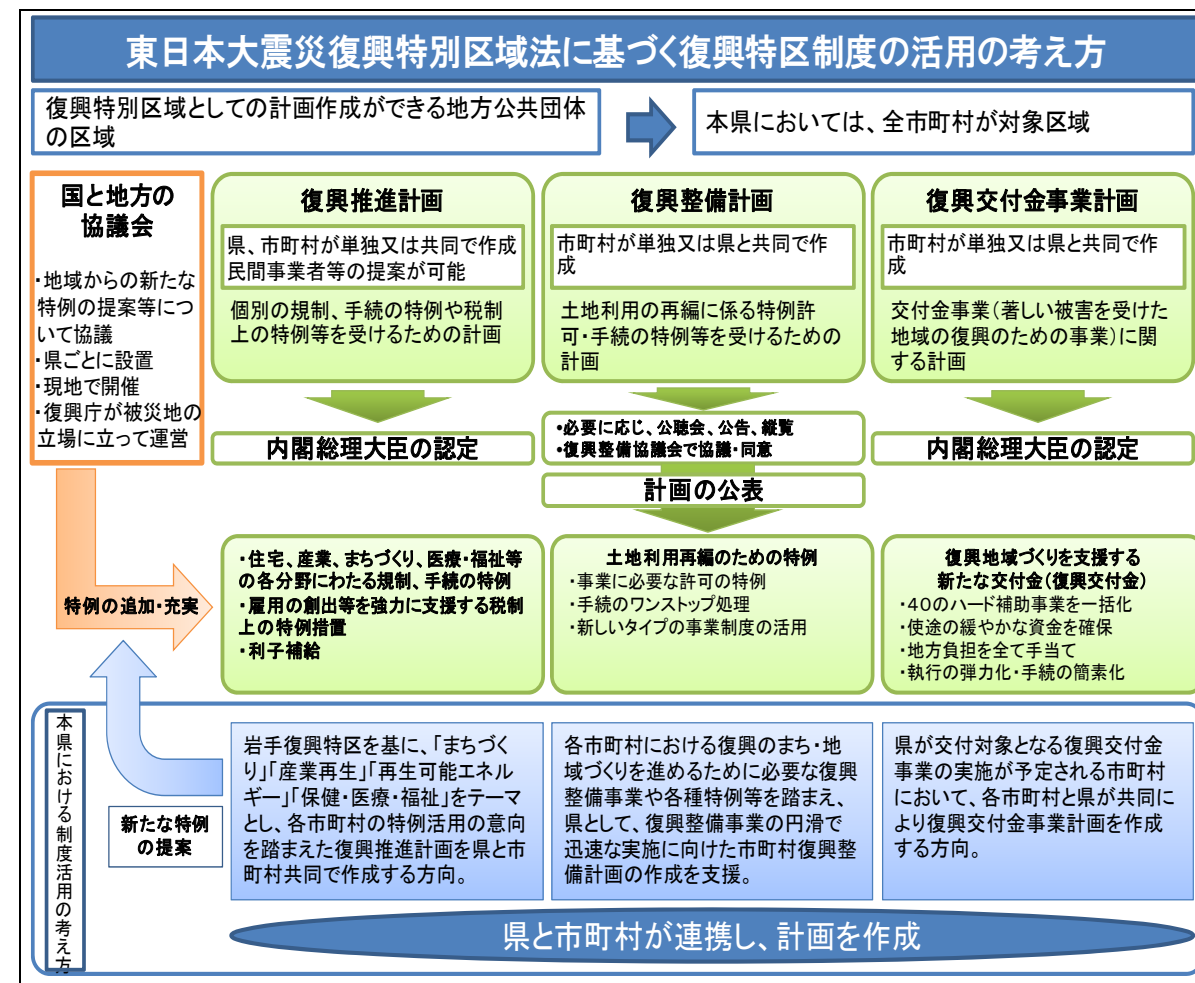 東日本大震災復興特別区域法に基づく復興特区制度の活用の考え方
復興特別区域としての計画作成ができる地方公共団体
の区域
本県においては、全市町村が対象区域
国と地方の
協議会
・地域からの新たな
特例の提案等につ
いて協議
・県ごとに設置
・現地で開催
・復興庁が被災地の
立場に立って運営
復興推進計画
県、市町村が単独又は共同で作成
民間事業者等の提案が可能
個別の規制、手続の特例や税制
上の特例等を受けるための計画
復興整備計画
市町村が単独又は県と共同で作
成
土地利用の再編に係る特例許
可・手続の特例等を受けるための
計画
復興交付金事業計画
市町村が単独又は県と共同で作
成
交付金事業(著しい被害を受けた
地域の復興のための事業)に関
する計画
内閣総理大臣の認定
・必要に応じ、公聴会、公告、縦覧
・復興整備協議会で協議・同意
計画の公表
内閣総理大臣の認定
特例の追加・充実
・住宅、産業、まちづくり、医療・福祉等
の各分野にわたる規制、手続の特例
・雇用の創出等を強力に支援する税制
上の特例措置
・利子補給
土地利用再編のための特例
・事業に必要な許可の特例
・手続のワンストップ処理
・新しいタイプの事業制度の活用
復興地域づくりを支援する
新たな交付金(復興交付金)
・40のハード補助事業を一括化
・使途の緩やかな資金を確保
・地方負担を全て手当て
・執行の弾力化・手続の簡素化
本県における制度活用の考え方
新たな特例
の提案
岩手復興特区を基に、「まちづく
り」「産業再生」「再生可能エネル
ギー」「保健・医療・福祉」をテーマ
とし、各市町村の特例活用の意向
を踏まえた復興推進計画を県と市
町村共同で作成する方向。
各市町村における復興のまち・地
域づくりを進めるために必要な復興
整備事業や各種特例等を踏まえ、
県として、復興整備事業の円滑で
迅速な実施に向けた市町村復興整
備計画の作成を支援。
県が交付対象となる復興交付金
事業の実施が予定される市町村
において、各市町村と県が共同に
より復興交付金事業計画を作成
する方向。
県と市町村が連携し、計画を作成